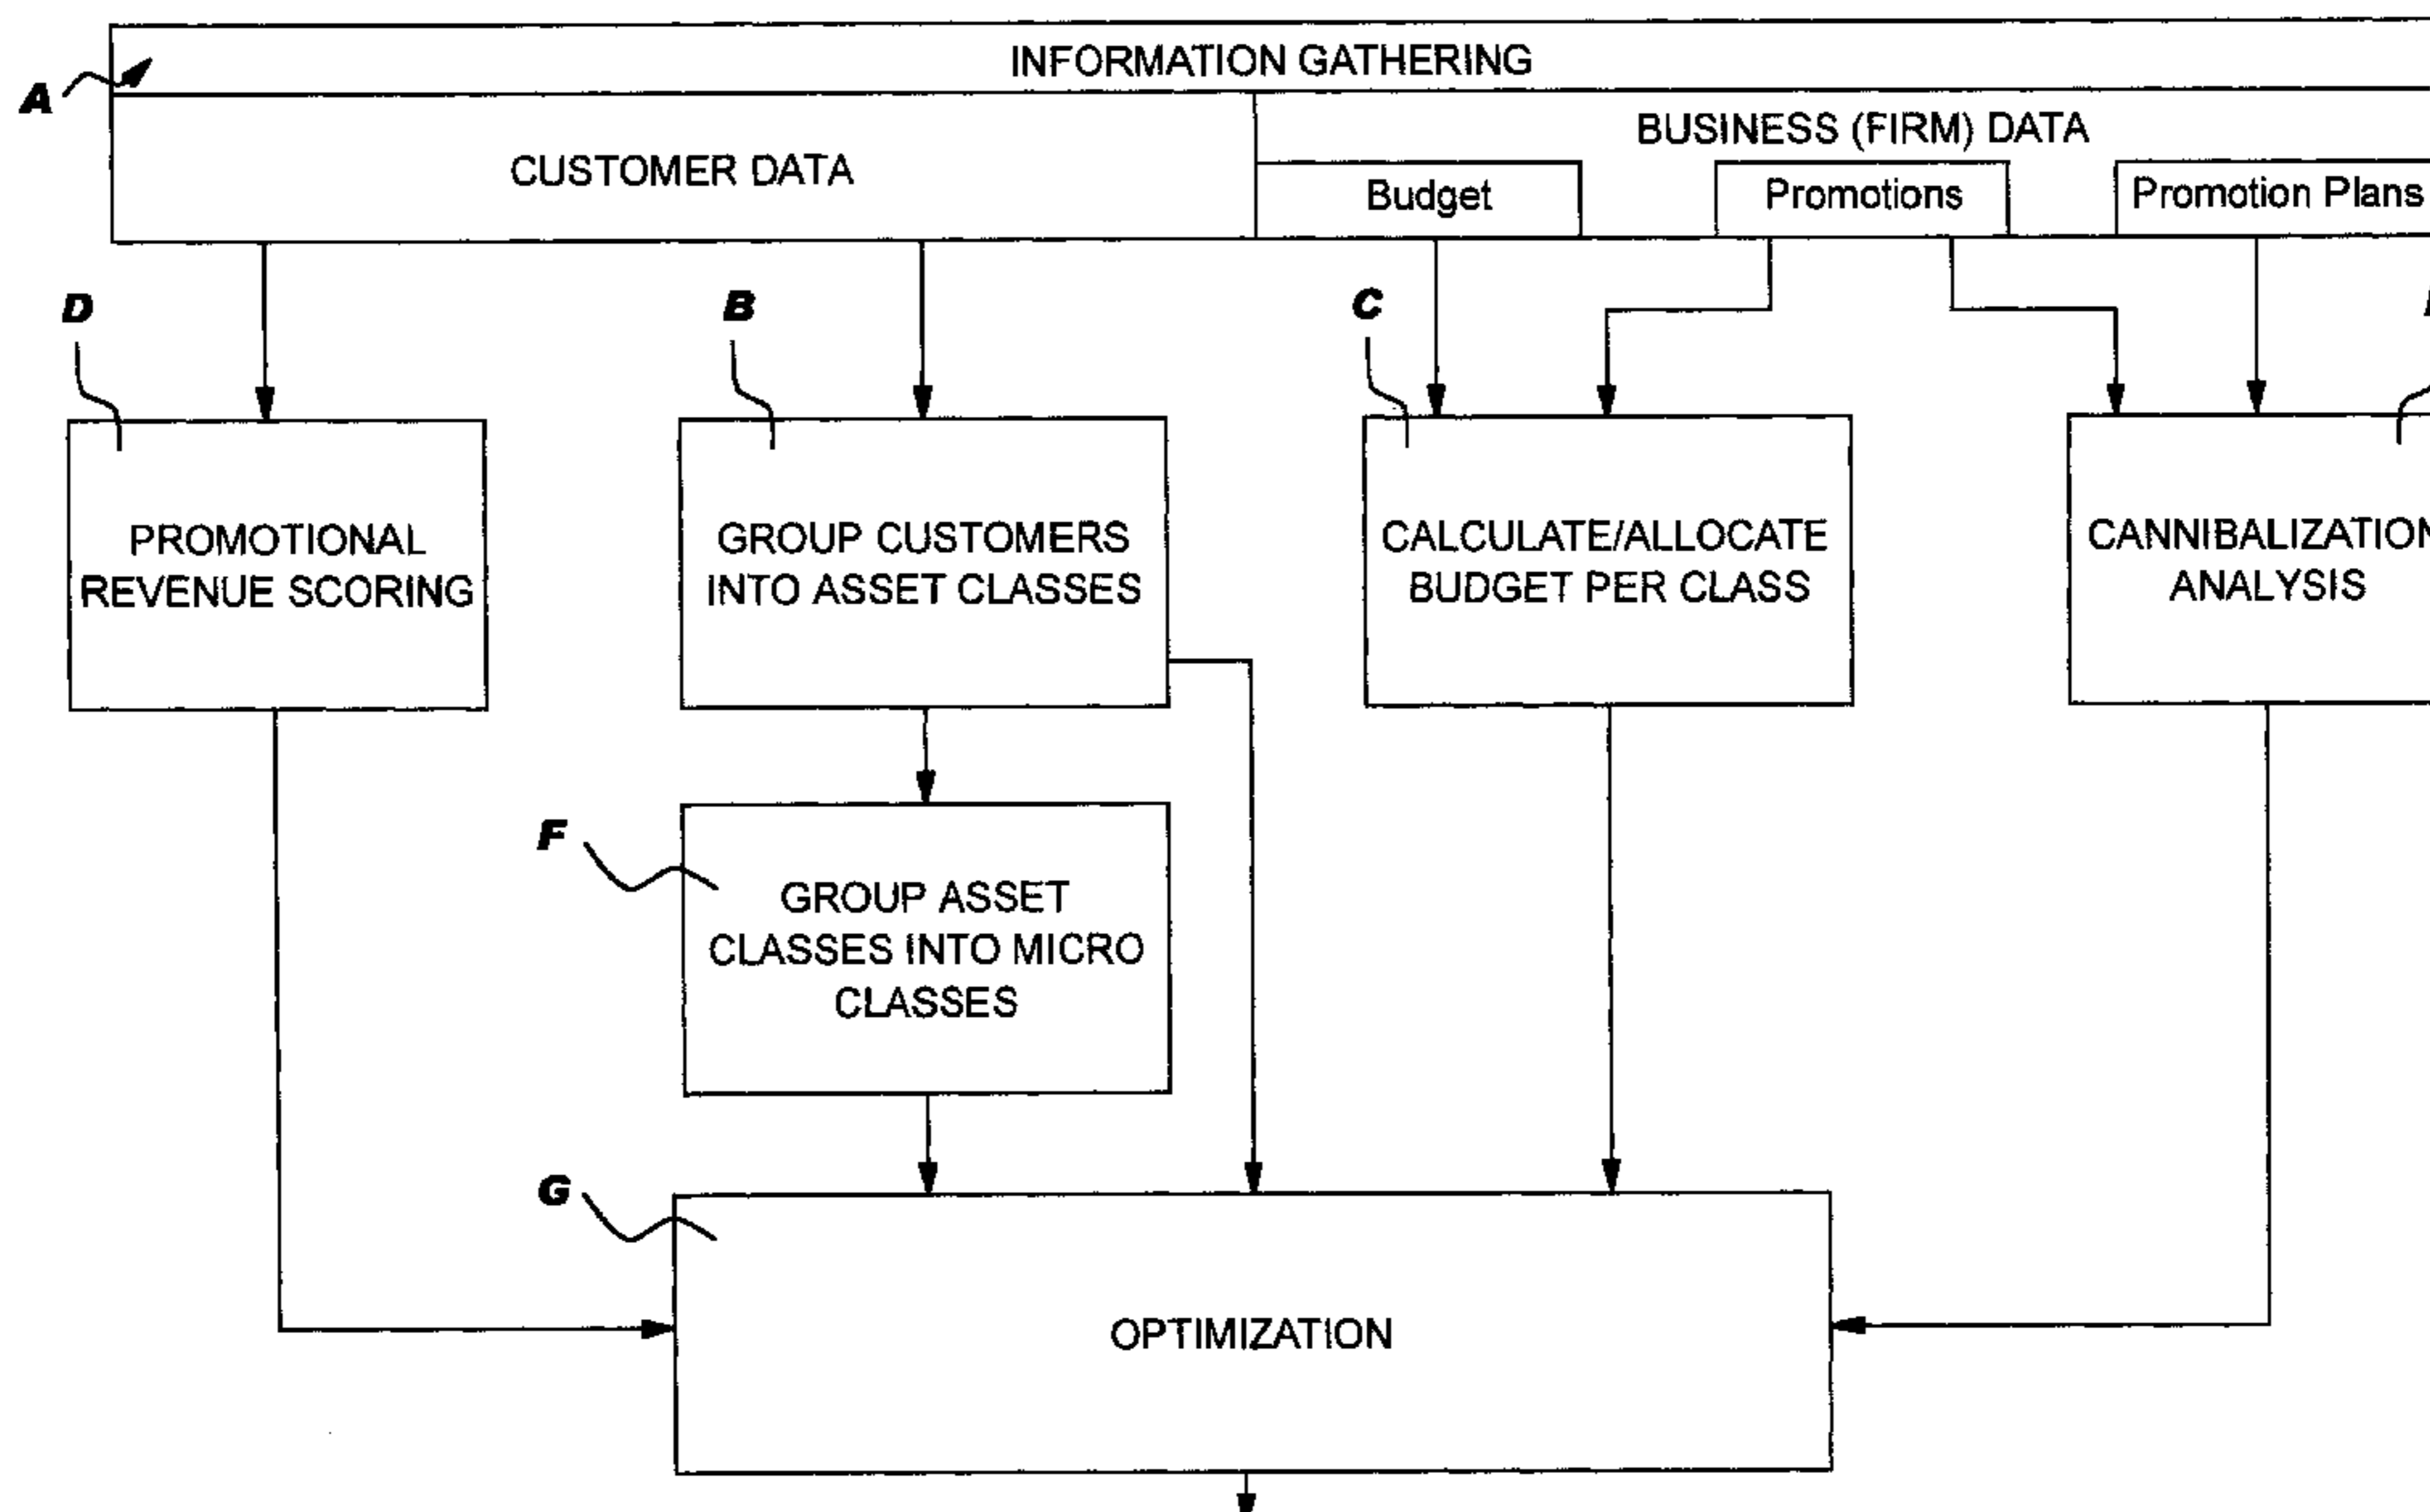 INFORMATION GATHERING
A
CUSTOMER DATA
BUSINESS (FIRM) DATA
Budget
Promotions
Promotion Plans
D
B
C
PROMOTIONAL
REVENUE SCORING
GROUP CUSTOMERS
INTO ASSET CLASSES
CALCULATE/ALLOCATE
BUDGET PER CLASS
CANNIBALIZATION
ANALYSIS
F
GROUP ASSET
CLASSES INTO MICRO
CLASSES
G
OPTIMIZATION